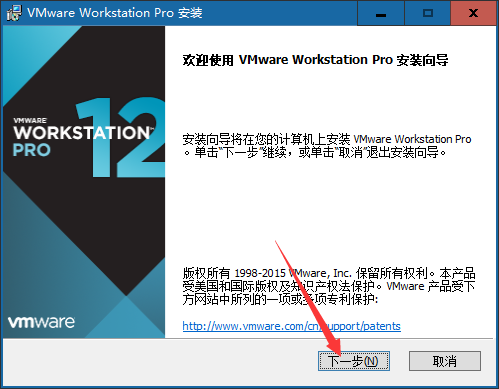 VMware Workstation Pro 安装
欢迎使用 VMware Workstation Pro 安装向导
VMWARE
WORKSTATION
PRO
12
安装向导将在您的计算机上安装 VMware Workstation Pro
。单击“下一步”继续，或单击“取消”退出安装向导。
版权所有 1998-2015 VMware, Inc. 保留所有权利。本产品
受美国和国际版权及知识产权法保护。VMware 产品受下
方网站中所列的一项或多项专利保护:
http://www.vmware.com/cn/support/patents
vmware
下一步(N)
取消